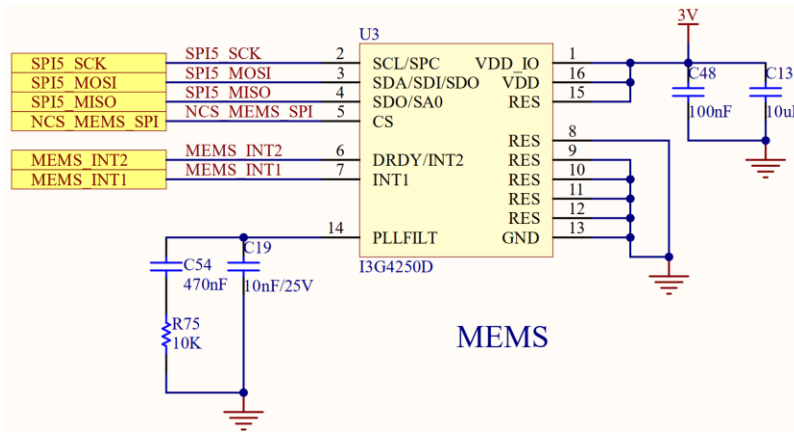 3V
U3
SPI5_SCK SPI5_SCK 2 SCL/SPC VDD_IO 1
SPI5_MOSI SPI5_MOSI 3 SDA/SDI/SDO VDD 16
SPI5_MISO SPI5_MISO 4 SDO/SA0 RES 15
NCS_MEMS_SPI NCS_MEMS_SPI 5 CS
C48 C13
100nF 10u
RES 8
MEMS_INT2 MEMS_INT2 6 DRDY/INT2 RES 9
MEMS_INT1 MEMS_INT1 7 INT1 RES 10
RES 11
RES 12
14 PLLFILT GND 13
C19
C54
I3G4250D
470nF 10nF/25V
R75
10K
MEMS